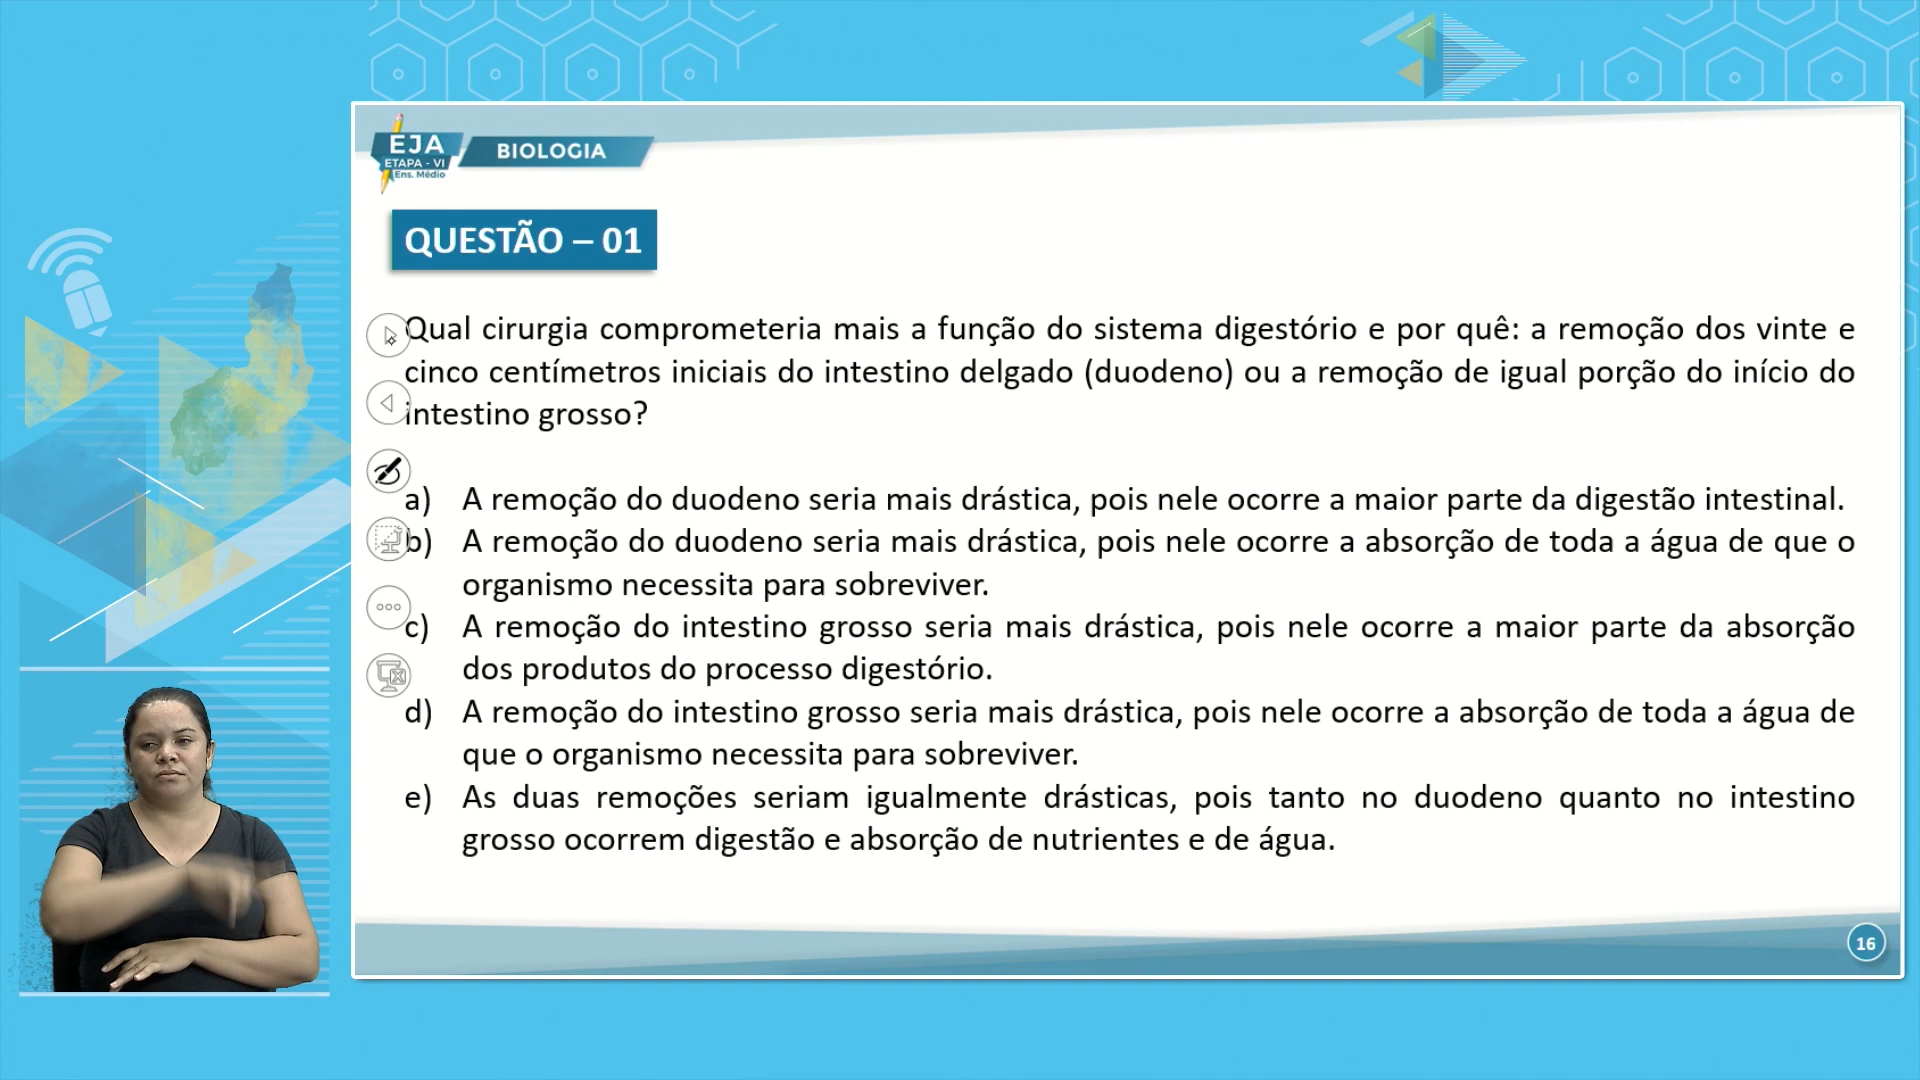 EJA
ETAPA - VI
Ens. Médio
BIOLOGIA
QUESTÃO – 01
Qual cirurgia comprometeria mais a função do sistema digestório e por quê: a remoção dos vinte e
cinco centímetros iniciais do intestino delgado (duodeno) ou a remoção de igual porção do início do
intestino grosso?
a) A remoção do duodeno seria mais drástica, pois nele ocorre a maior parte da digestão intestinal.
b) A remoção do duodeno seria mais drástica, pois nele ocorre a absorção de toda a água de que o
organismo necessita para sobreviver.
c) A remoção do intestino grosso seria mais drástica, pois nele ocorre a maior parte da absorção
dos produtos do processo digestório.
d) A remoção do intestino grosso seria mais drástica, pois nele ocorre a absorção de toda a água de
que o organismo necessita para sobreviver.
e) As duas remoções seriam igualmente drásticas, pois tanto no duodeno quanto no intestino
grosso ocorrem digestão e absorção de nutrientes e de água.
16